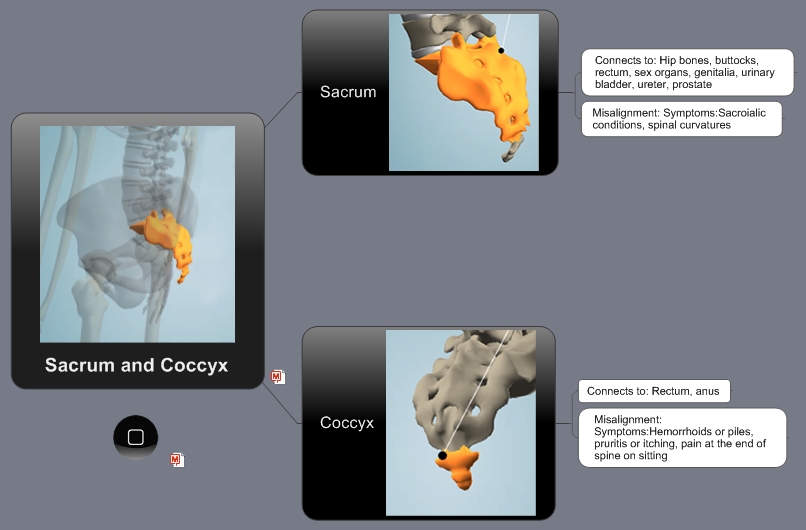 Sacrum
Connects to: Hip bones, buttocks,
rectum, sex organs, genitalia, urinary
bladder, ureter, prostate
Misalignment: Symptoms:Sacroialic
conditions, spinal curvatures
Sacrum and Coccyx
M
M
Coccyx
Connects to: Rectum, anus
Misalignment:
Symptoms:Hemorrhoids or piles,
pruritis or itching, pain at the end of
spine on sitting